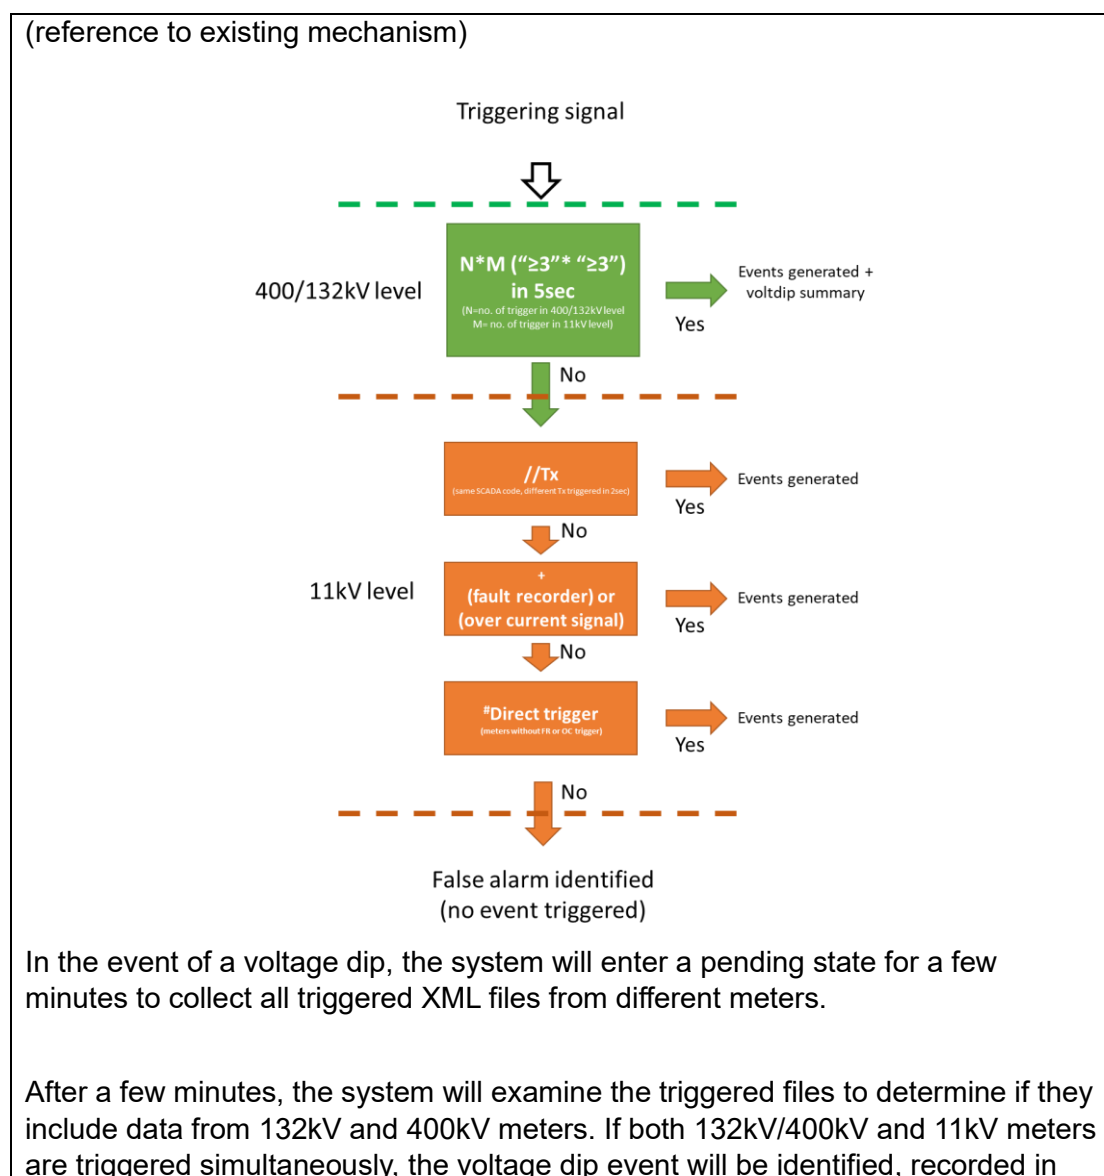 (reference to existing mechanism)
Triggering signal
400/132kV level
N*M (“≥3”* “≥3”)
in 5sec
(N=no. of trigger in 400/132kV level
M= no. of trigger in 11kV level)
Yes
Events generated +
voltdip summary
No
11kV level
//Tx
(same SCADA code, different Tx triggered in 2sec)
Yes
Events generated
No
+
(fault recorder) or
(over current signal)
Yes
Events generated
No
#Direct trigger
(meters without FR or OC trigger)
Yes
Events generated
No
False alarm identified
(no event triggered)
In the event of a voltage dip, the system will enter a pending state for a few
minutes to collect all triggered XML files from different meters.
After a few minutes, the system will examine the triggered files to determine if they
include data from 132kV and 400kV meters. If both 132kV/400kV and 11kV meters
are triggered simultaneously, the voltage dip event will be identified, recorded in